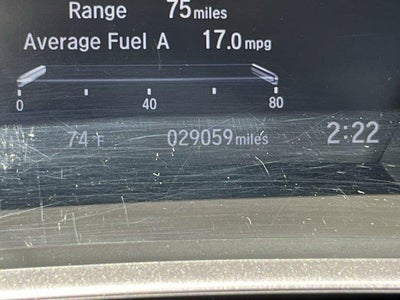 Range 75 miles
Average Fuel A 17.0 mpg
0 40 80
74°F 029059 miles 2:22